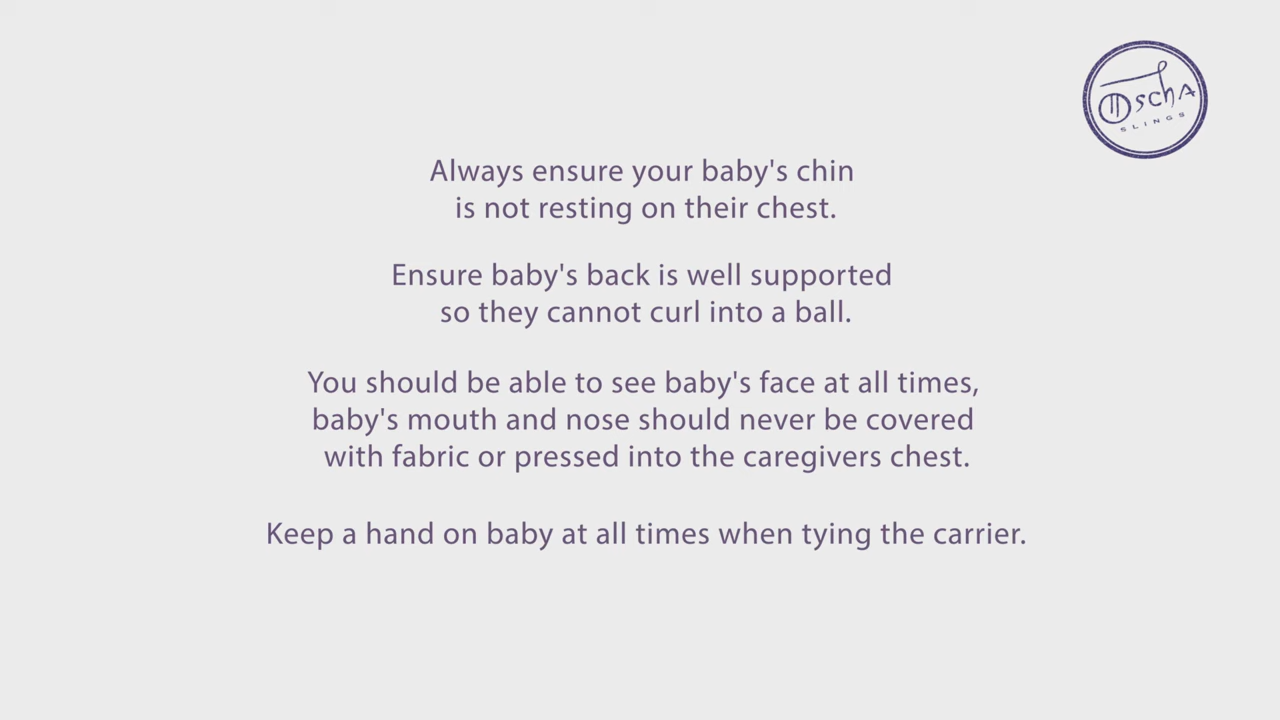 Oscha
SLINGS
Always ensure your baby's chin
is not resting on their chest.
Ensure baby's back is well supported
so they cannot curl into a ball.
You should be able to see baby's face at all times,
baby's mouth and nose should never be covered
with fabric or pressed into the caregivers chest.
Keep a hand on baby at all times when tying the carrier.